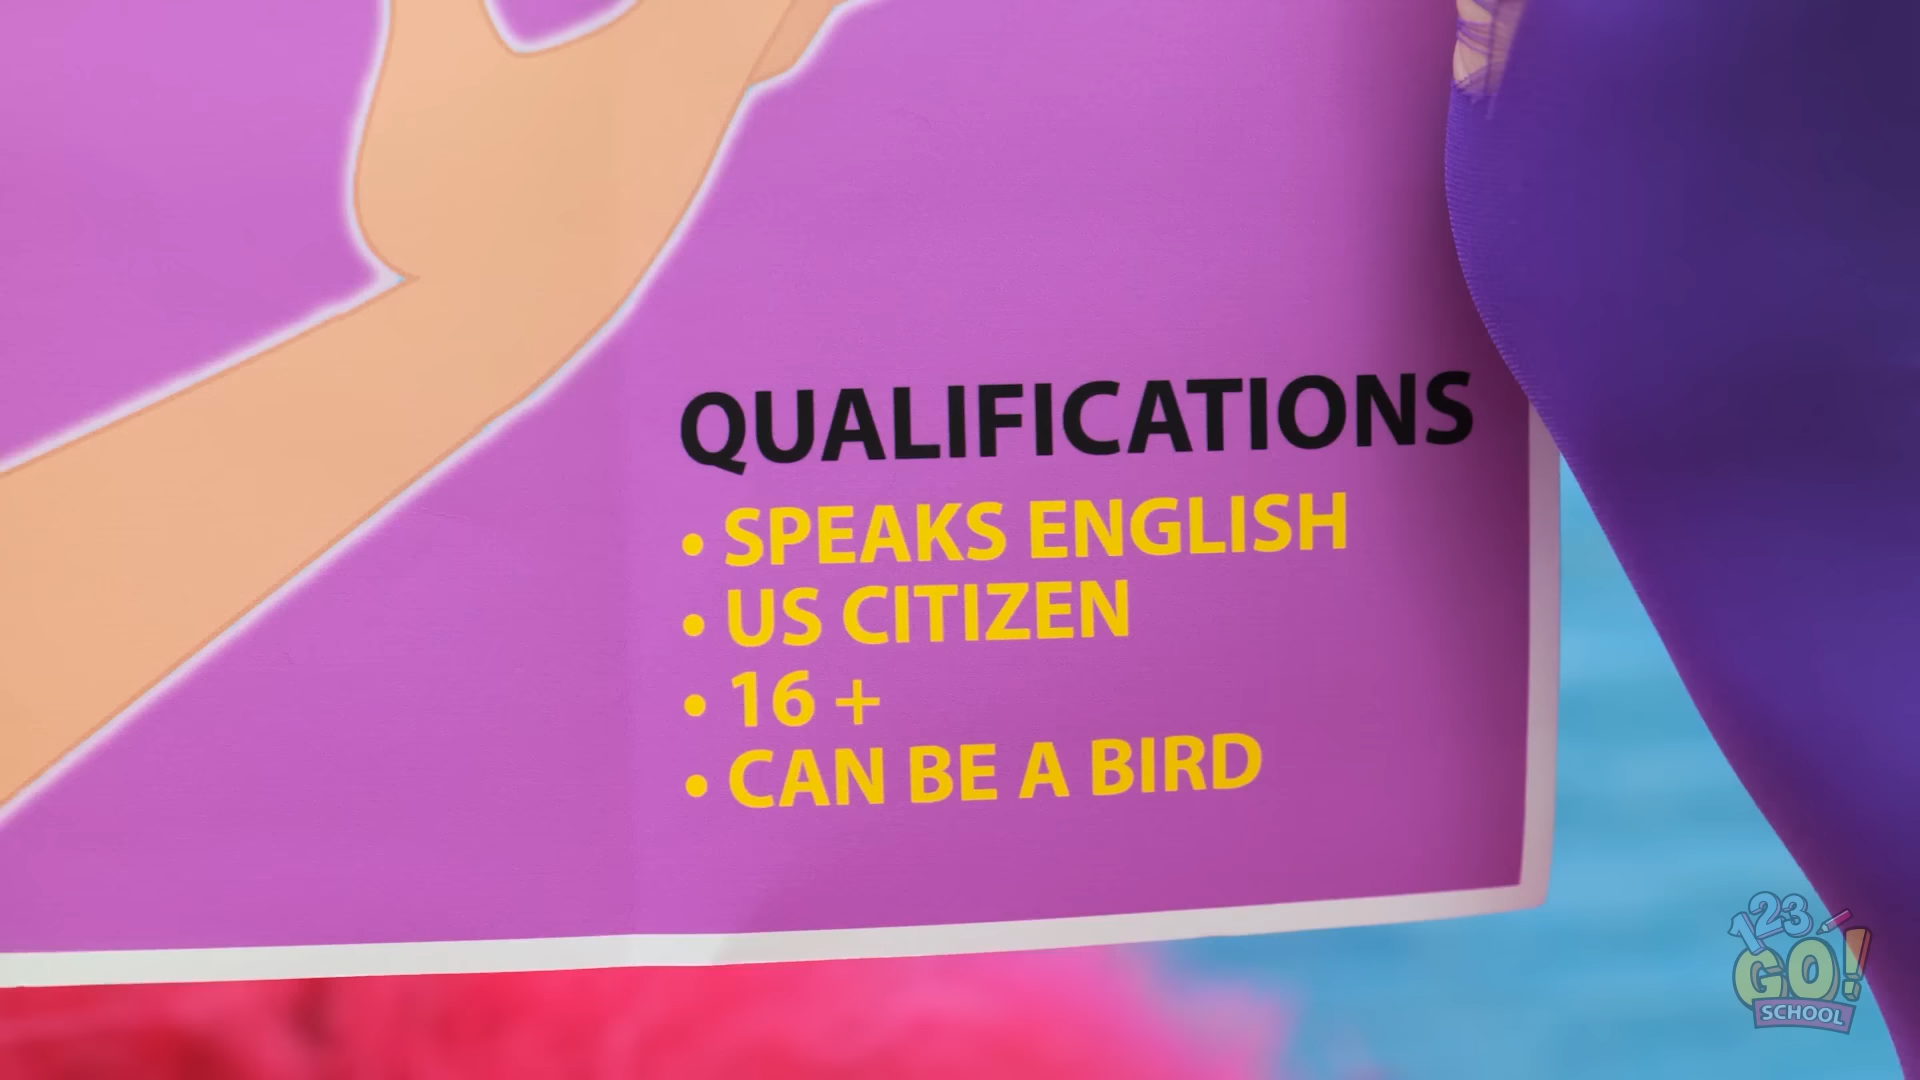 QUALIFICATIONS
• SPEAKS ENGLISH
• US CITIZEN
• 16 +
• CAN BE A BIRD
123
GO!
SCHOOL